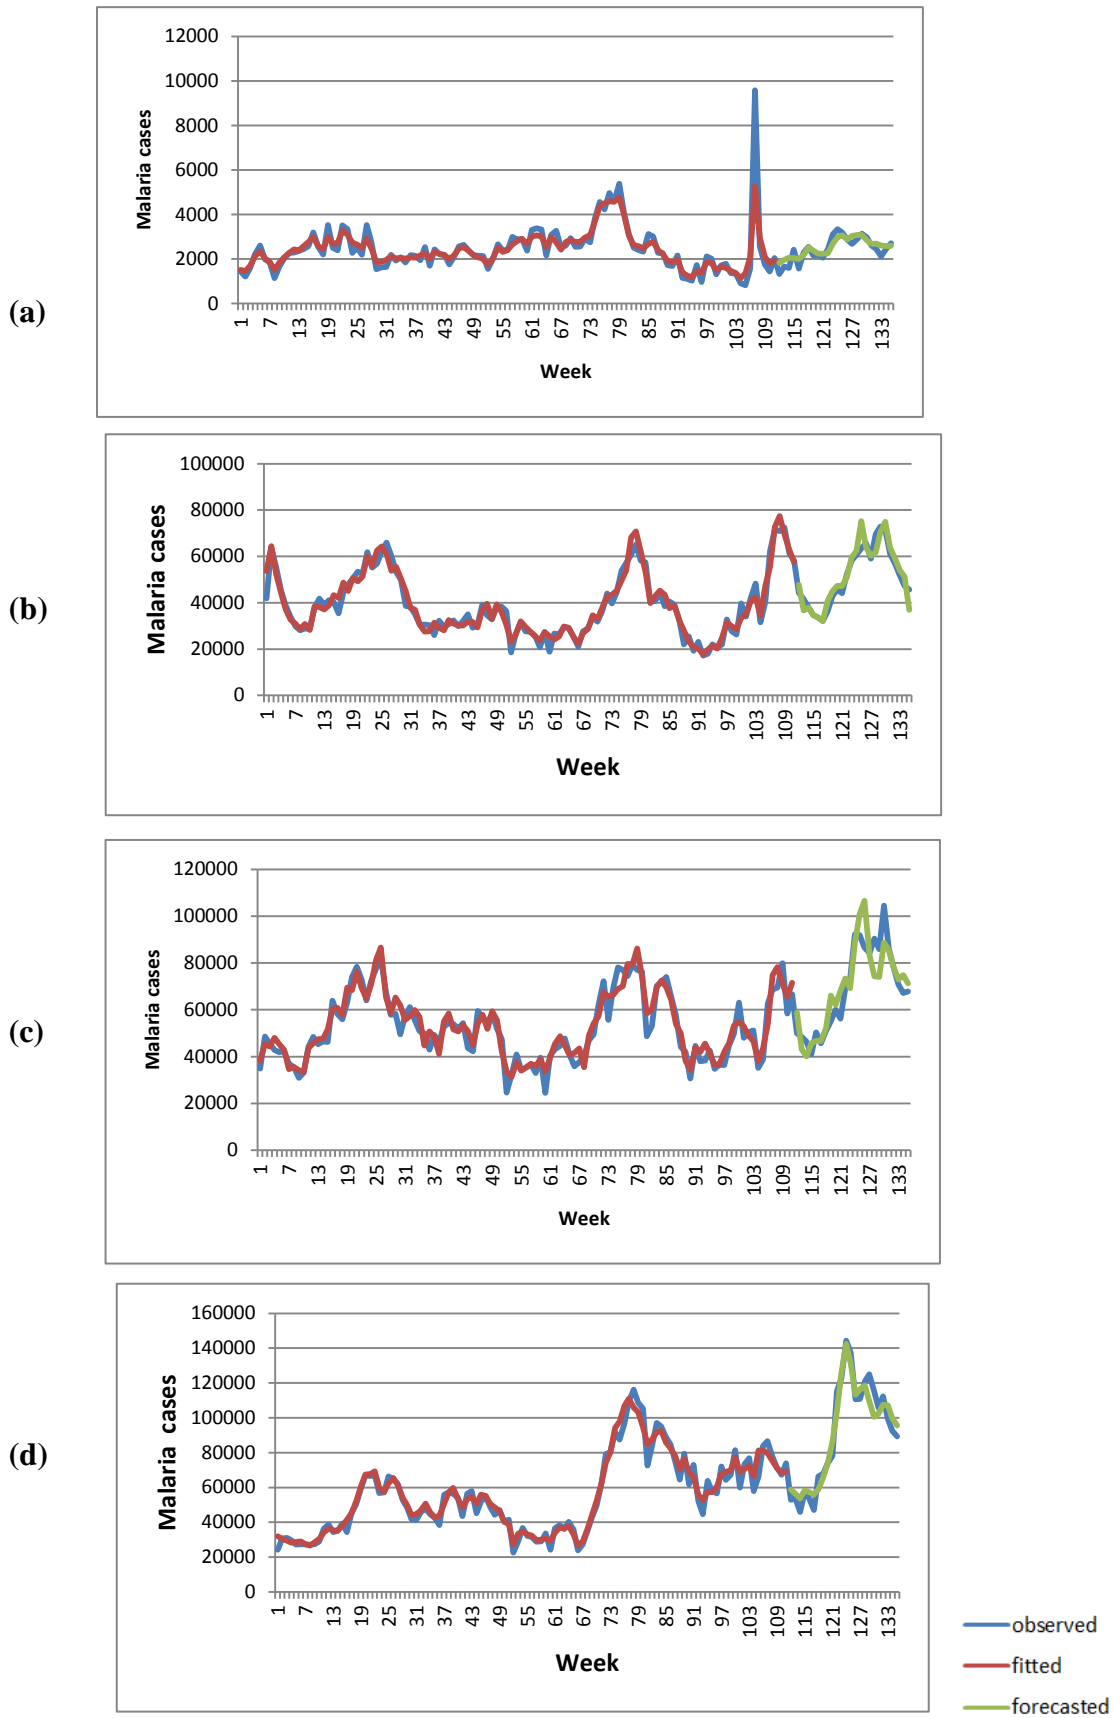 (a)
Malaria cases
12000
10000
8000
6000
4000
2000
0
1 7 13 19 25 31 37 43 49 55 61 67 73 79 85 91 97 103 109 115 121 127 133
Week
(b)
Malaria cases
100000
80000
60000
40000
20000
0
1 7 13 19 25 31 37 43 49 55 61 67 73 79 85 91 97 103 109 115 121 127 133
Week
(c)
Malaria cases
120000
100000
80000
60000
40000
20000
0
1 7 13 19 25 31 37 43 49 55 61 67 73 79 85 91 97 103 109 115 121 127 133
Week
(d)
Malaria cases
160000
140000
120000
100000
80000
60000
40000
20000
0
1 7 13 19 25 31 37 43 49 55 61 67 73 79 85 91 97 103 109 115 121 127 133
Week
observed
fitted
forecasted